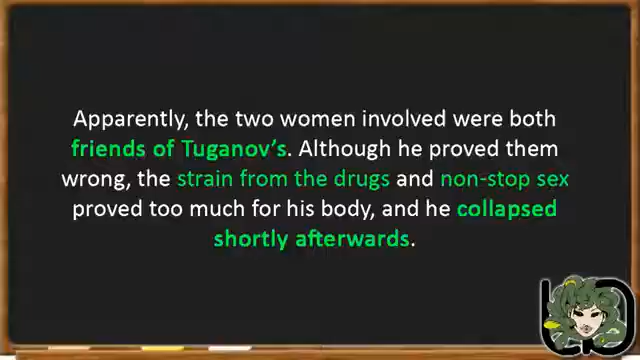 Apparently, the two women involved were both
friends of Tuganov’s. Although he proved them
wrong, the strain from the drugs and non-stop sex
proved too much for his body, and he collapsed
shortly afterwards.